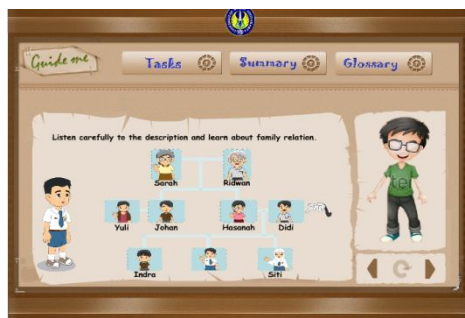 Guide me
Tasks Summary Glossary
Listen carefully to the description and learn about family relation.
Sarah Ridwan
Yuli Johan Hasanah Didi
Indra Siti